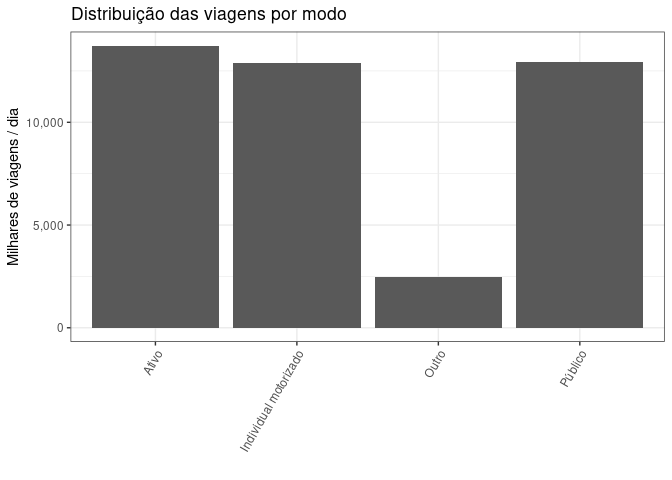 Distribuição das viagens por modo
Milhares de viagens / dia
10,000
5,000
0
Ativo
Individual motorizado
Outro
Público